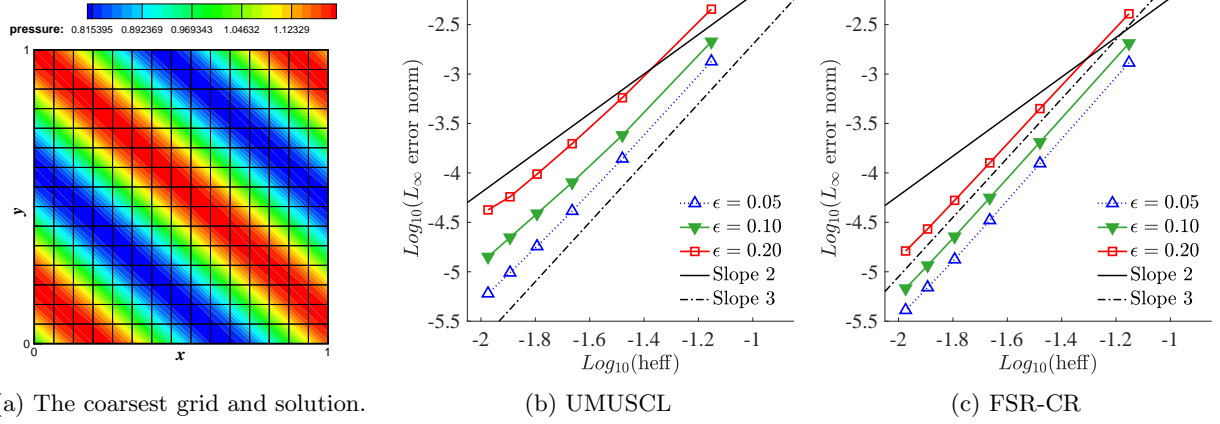 pressure: 0.815395 0.892369 0.969343 1.04632 1.12329
1
y
0
0
x
1
-2.5
-3
-3.5
-4
-4.5
-5
-5.5
Log10(L∞ error norm)
ϵ = 0.05
ϵ = 0.10
ϵ = 0.20
Slope 2
Slope 3
-2 -1.8 -1.6 -1.4 -1.2 -1
Log10(heff)
-2.5
-3
-3.5
-4
-4.5
-5
-5.5
Log10(L∞ error norm)
ϵ = 0.05
ϵ = 0.10
ϵ = 0.20
Slope 2
Slope 3
-2 -1.8 -1.6 -1.4 -1.2 -1
Log10(heff)
a) The coarsest grid and solution.
(b) UMUSCL
(c) FSR-CR